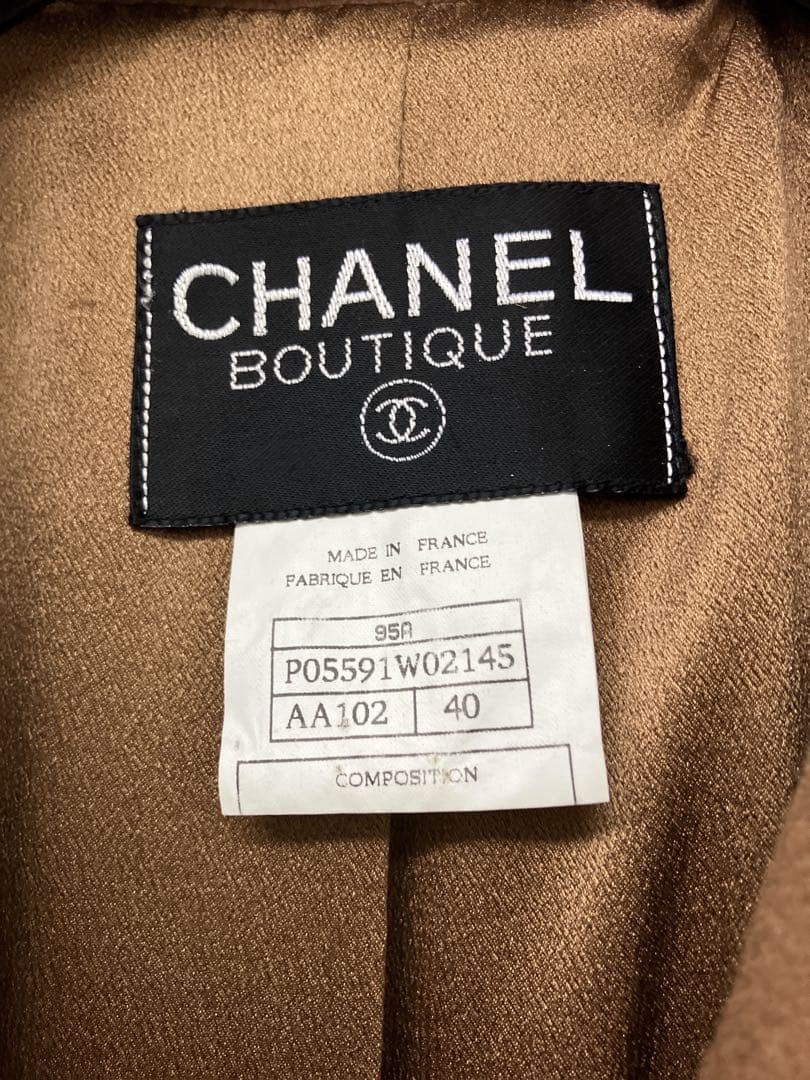 CHANEL
BOUTIQUE
MADE IN FRANCE
FABRIQUE EN FRANCE
95A
P05591W02145
AA102 40
COMPOSITION